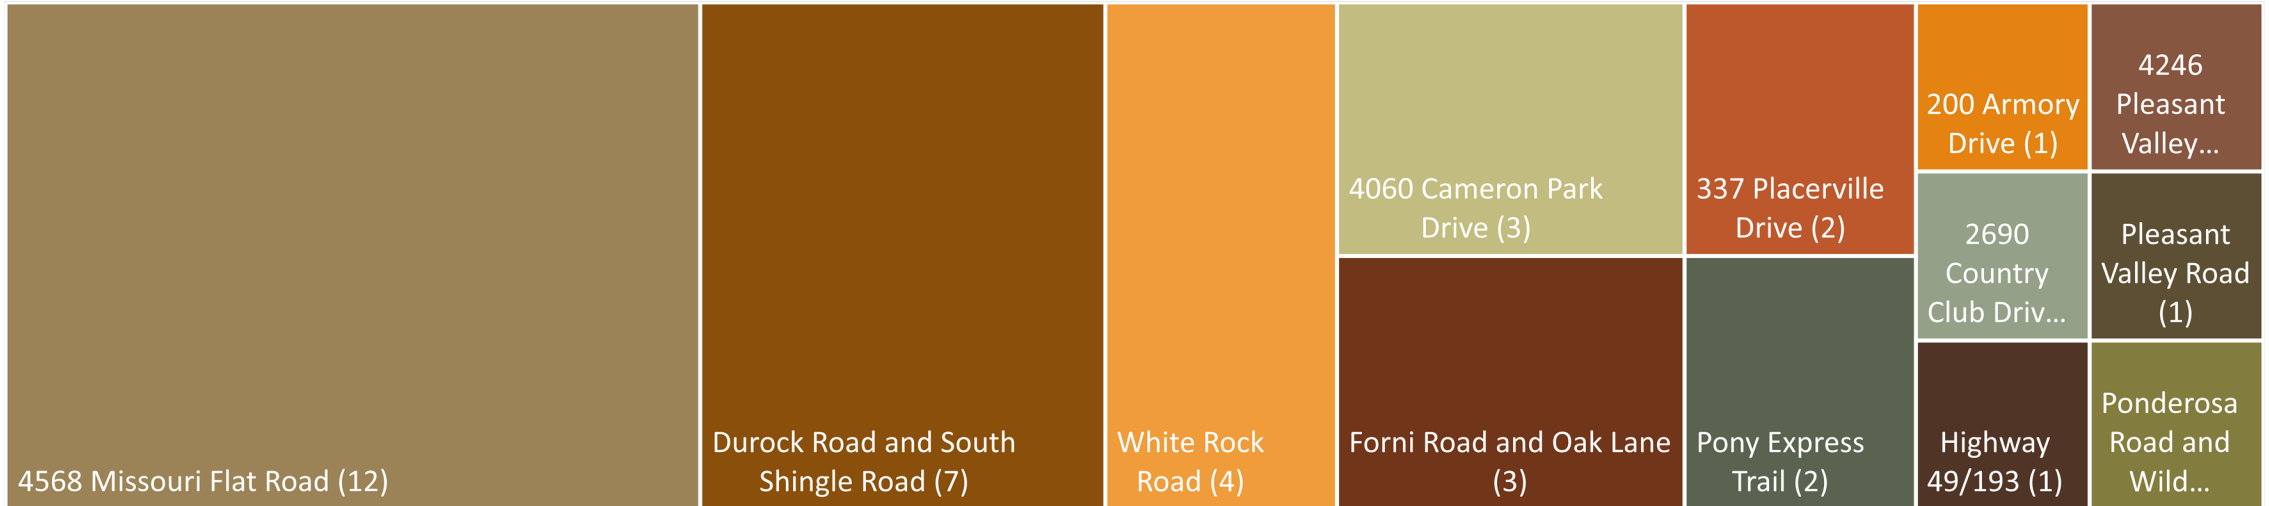 4568 Missouri Flat Road (12)
Durock Road and South
Shingle Road (7)
White Rock
Road (4)
4060 Cameron Park
Drive (3)
Forni Road and Oak Lane
(3)
337 Placerville
Drive (2)
Pony Express
Trail (2)
200 Armory
Drive (1)
2690
Country
Club Driv...
Highway
49/193 (1)
4246
Pleasant
Valley...
Pleasant
Valley Road
(1)
Ponderosa
Road and
Wild...